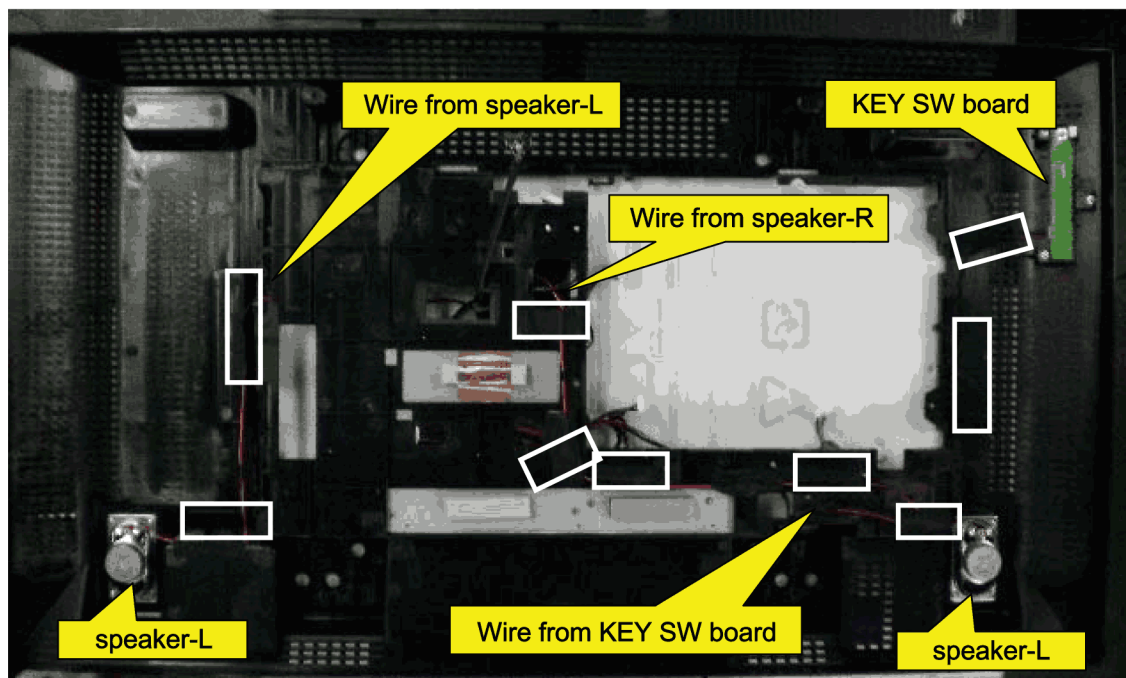 Wire from speaker-L
KEY SW board
Wire from speaker-R
Wire from KEY SW board
speaker-L
speaker-L